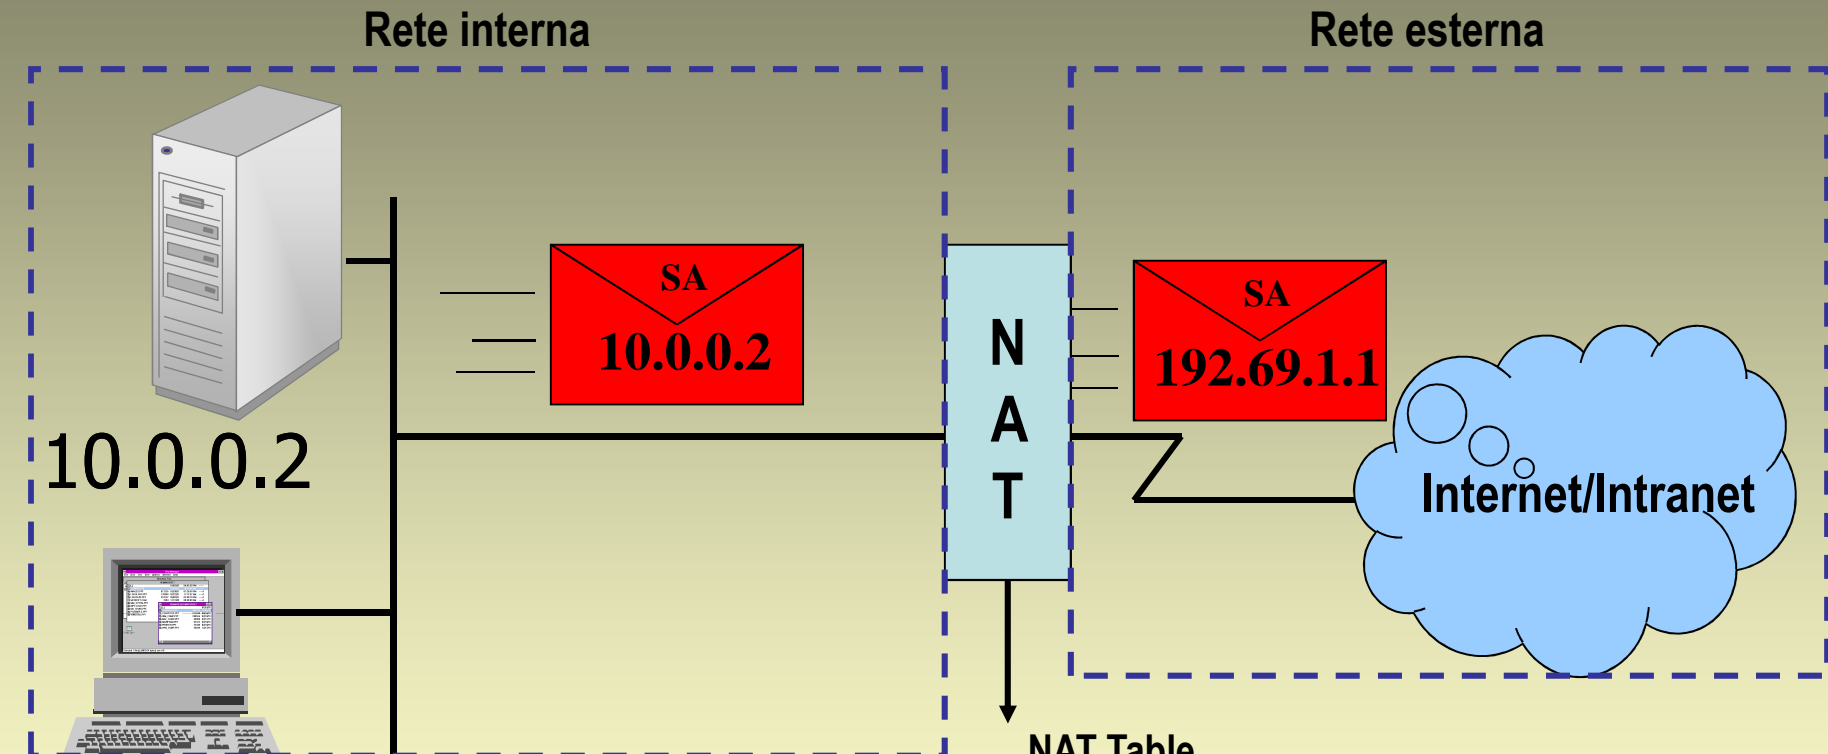 Rete interna
Rete esterna
SA
10.0.0.2
SA
192.69.1.1
N
A
T
10.0.0.2
Internet/Intranet
NAT Table